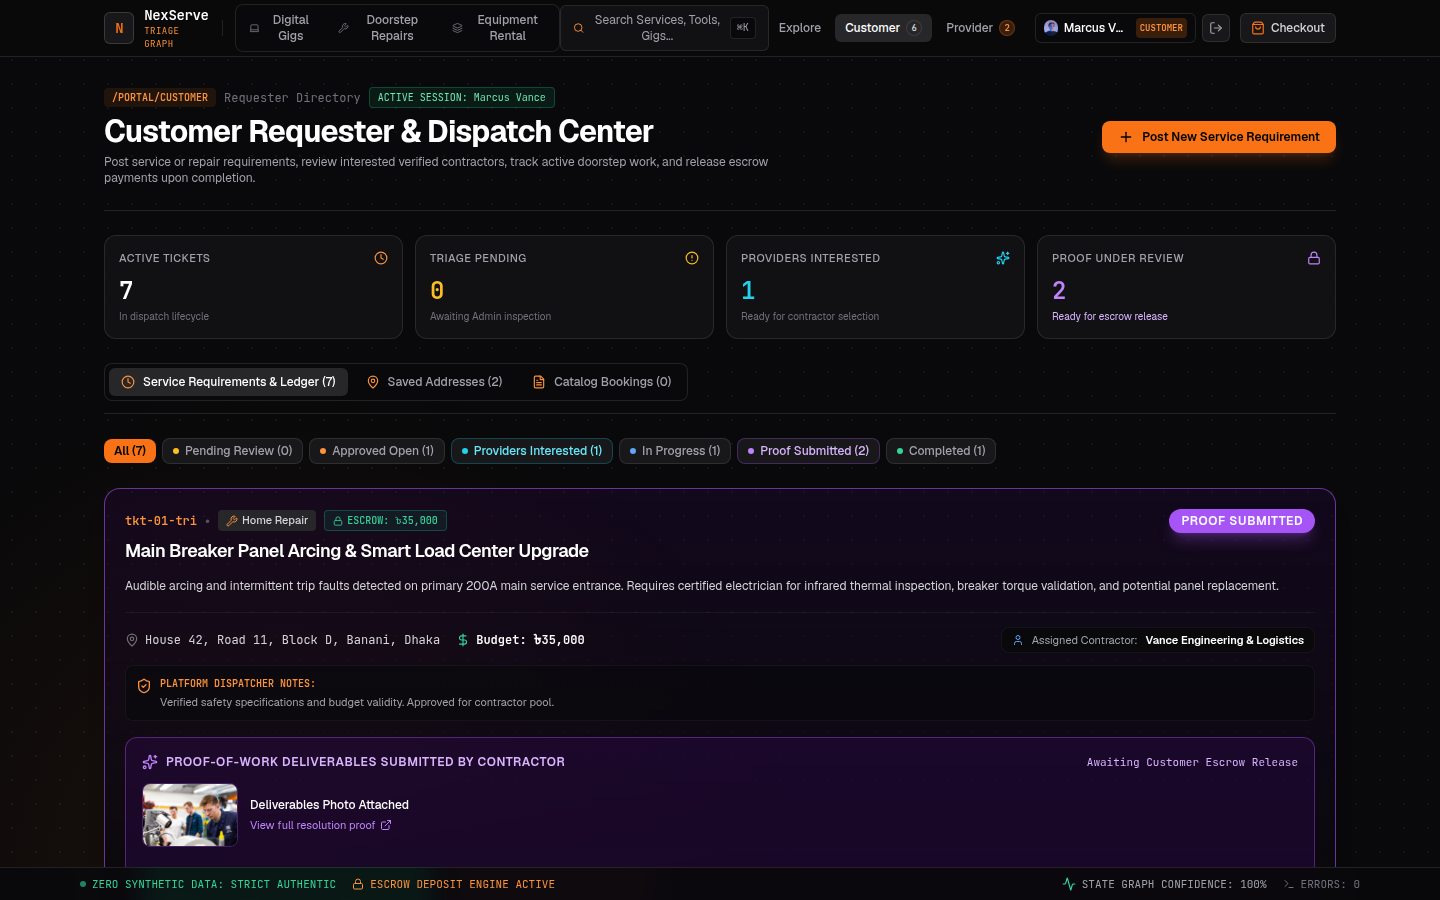 N
NexServe
TRIAGE
GRAPH
Digital
Gigs
Doorstep
Repairs
Equipment
Rental
Search Services, Tools,
Gigs...
⌘K
Explore
Customer 6
Provider 2
Marcus V...
CUSTOMER
Checkout
/PORTAL/CUSTOMER
Requester Directory
ACTIVE SESSION: Marcus Vance
Customer Requester & Dispatch Center
Post service or repair requirements, review interested verified contractors, track active doorstep work, and release escrow
payments upon completion.
+ Post New Service Requirement
ACTIVE TICKETS
7
In dispatch lifecycle
TRIAGE PENDING
0
Awaiting Admin inspection
PROVIDERS INTERESTED
1
Ready for contractor selection
PROOF UNDER REVIEW
2
Ready for escrow release
Service Requirements & Ledger (7)
Saved Addresses (2)
Catalog Bookings (0)
All (7)
Pending Review (0)
Approved Open (1)
Providers Interested (1)
In Progress (1)
Proof Submitted (2)
Completed (1)
tkt-01-tri • Home Repair
ESCROW: ৳35,000
PROOF SUBMITTED
Main Breaker Panel Arcing & Smart Load Center Upgrade
Audible arcing and intermittent trip faults detected on primary 200A main service entrance. Requires certified electrician for infrared thermal inspection, breaker torque validation, and potential panel replacement.
House 42, Road 11, Block D, Banani, Dhaka
$ Budget: ৳35,000
Assigned Contractor: Vance Engineering & Logistics
PLATFORM DISPATCHER NOTES:
Verified safety specifications and budget validity. Approved for contractor pool.
PROOF-OF-WORK DELIVERABLES SUBMITTED BY CONTRACTOR
Awaiting Customer Escrow Release
Deliverables Photo Attached
View full resolution proof
ZERO SYNTHETIC DATA: STRICT AUTHENTIC
ESCROW DEPOSIT ENGINE ACTIVE
STATE GRAPH CONFIDENCE: 100%
ERRORS: 0